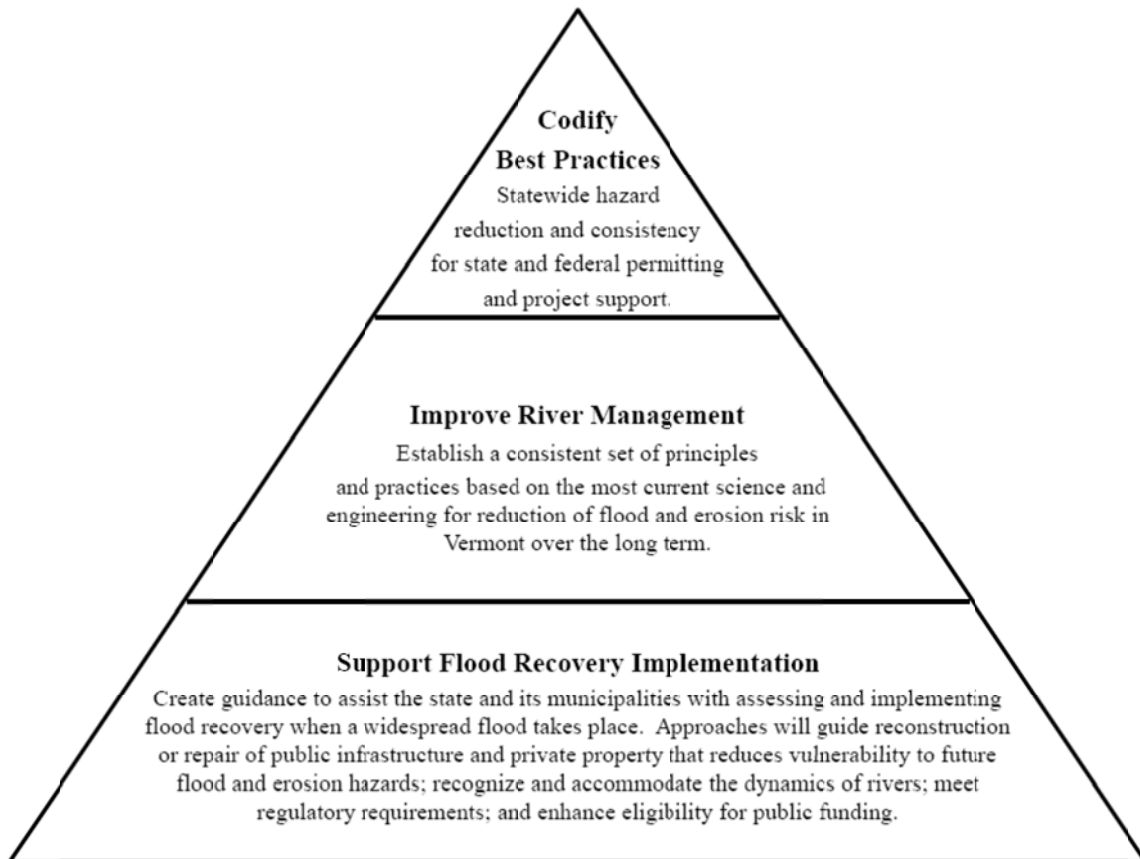 Codify
Best Practices
Statewide hazard
reduction and consistency
for state and federal permitting
and project support.
Improve River Management
Establish a consistent set of principles
and practices based on the most current science and
engineering for reduction of flood and erosion risk in
Vermont over the long term.
Support Flood Recovery Implementation
Create guidance to assist the state and its municipalities with assessing and implementing
flood recovery when a widespread flood takes place.  Approaches will guide reconstruction
or repair of public infrastructure and private property that reduces vulnerability to future
flood and erosion hazards; recognize and accommodate the dynamics of rivers; meet
regulatory requirements; and enhance eligibility for public funding.